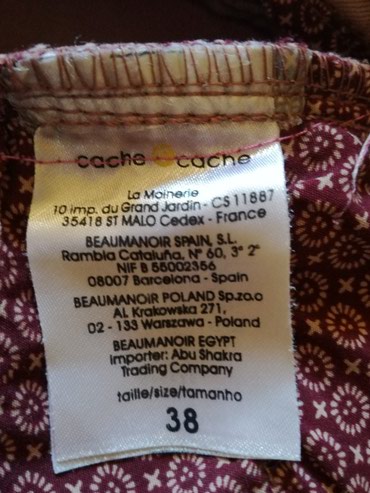 cache cache
La Moinerie
10 imp. du Grand Jardin - CS 11887
35418 ST MALO Cedex - France
BEAUMANOIR SPAIN, S.L.
Rambla Cataluña, Nº 60, 3º 2ª
NIF B 55002356
08007 Barcelona - Spain
BEAUMANOIR POLAND Sp.zo.o
AL Krakowska 271,
02 - 133 Warszawa - Poland
BEAUMANOIR EGYPT
Importer: Abu Shakra
Trading Company
taille/size/tamanho
38